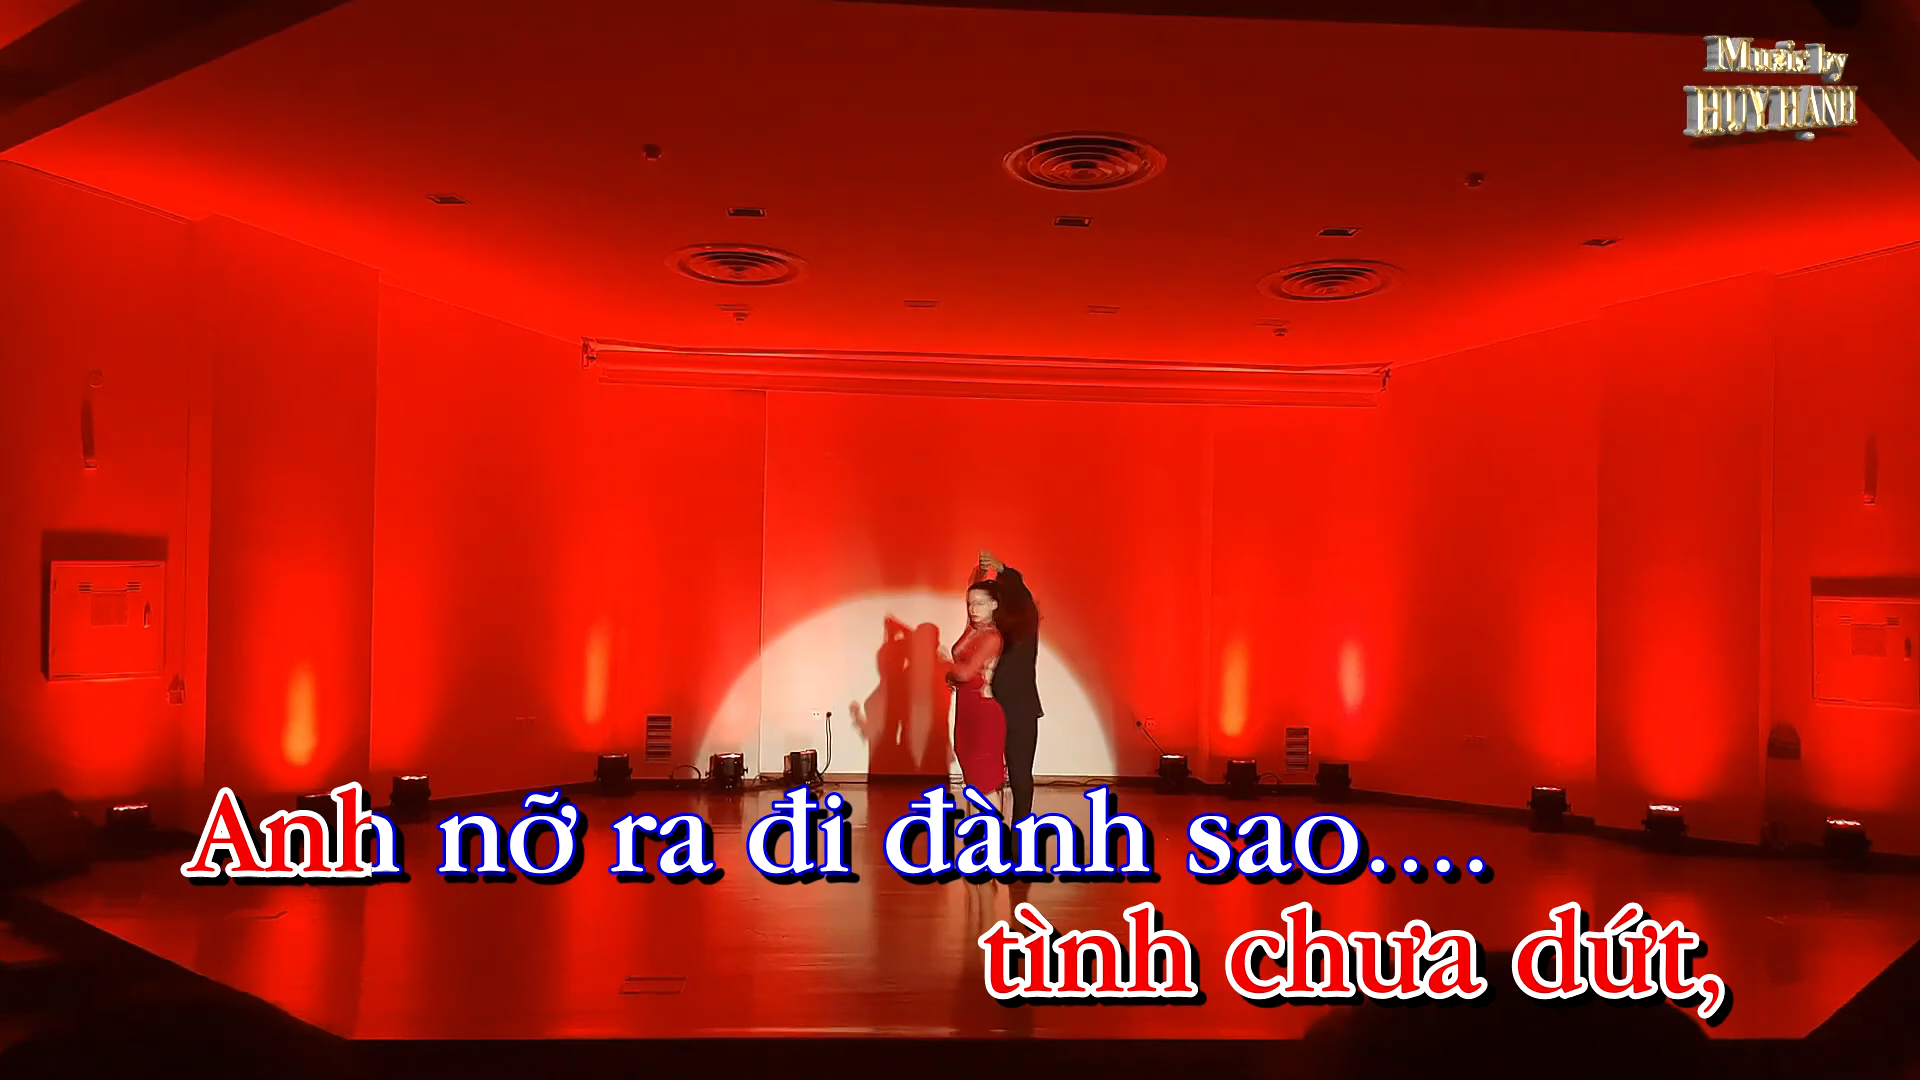 Music by
HUY HẠNH
Anh nỡ ra đi đành sao....
tình chưa dứt,